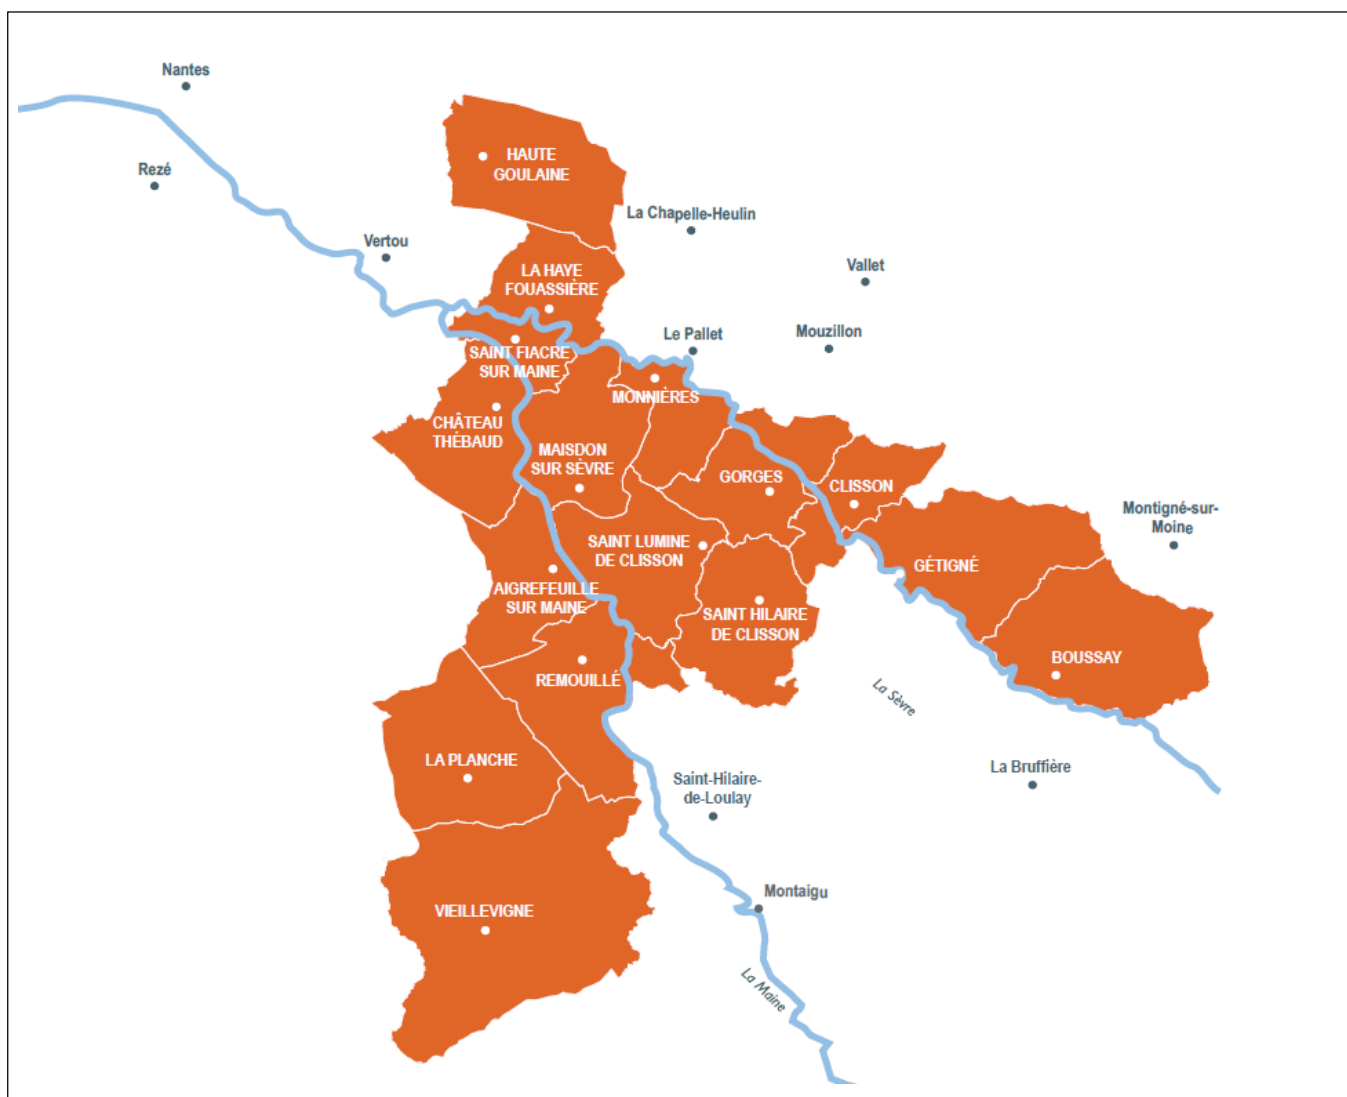 Nantes
HAUTE
GOULAINE
Rezé
La Chapelle-Heulin
Vertou
Vallet
LA HAYE
FOUASSIÈRE
Le Pallet
Mouzillon
SAINT FIACRE
SUR MAINE
MONNIÈRES
CHÂTEAU
THÉBAUD
MAISDON
SUR SÈVRE
GORGES
CLISSON
Montigné-sur-
Moine
SAINT LUMINE
DE CLISSON
GÉTIGNÉ
AIGREFEUILLE
SUR MAINE
SAINT HILAIRE
DE CLISSON
BOUSSAY
REMOUILLÉ
La Sèvre
LA PLANCHE
La Bruffière
Saint-Hilaire-
de-Loulay
Montaigu
VIEILLEVIGNE
La Maine